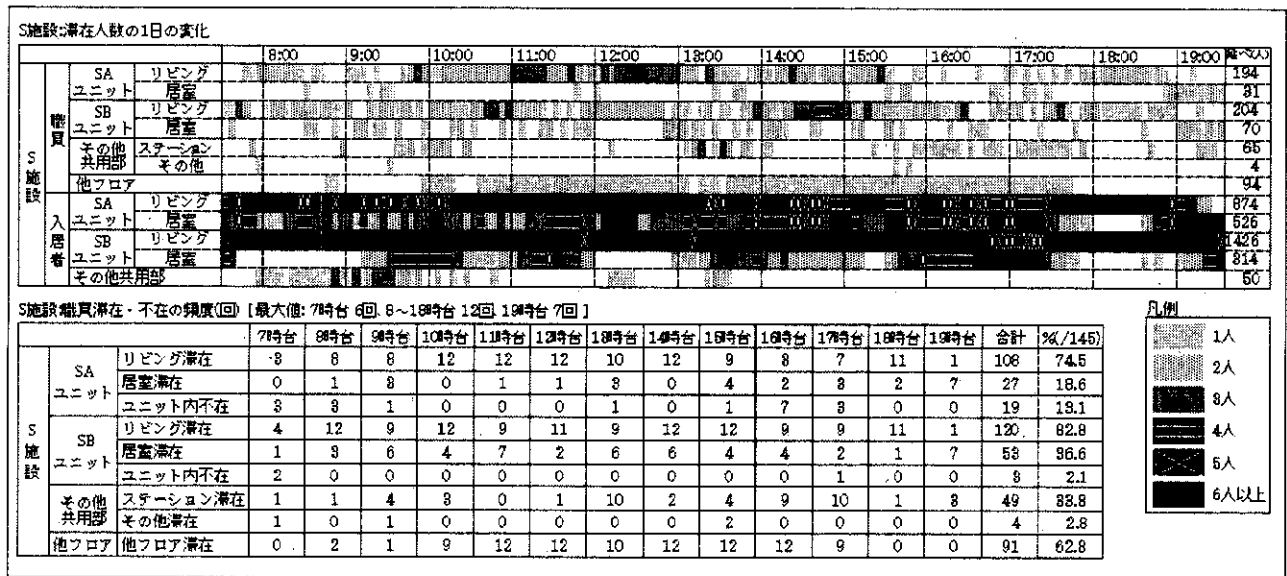 S施設:滞在人数の1日の変化
8:00 9:00 10:00 11:00 12:00 13:00 14:00 15:00 16:00 17:00 18:00 19:00 延べ(人)
S施設 職員 SAユニット リビング 194
居室 31
SBユニット リビング 204
居室 70
その他共用部 ステーション 65
その他 4
他フロア 94
入居者 SAユニット リビング 874
居室 526
SBユニット リビング 1426
居室 314
その他共用部 50
S施設:職員滞在・不在の頻度(回) [最大値: 7時台 6回, 8~18時台 12回, 19時台 7回]
7時台 8時台 9時台 10時台 11時台 12時台 13時台 14時台 15時台 16時台 17時台 18時台 19時台 合計 %(/145)
S施設 SAユニット リビング滞在 3 8 8 12 12 12 10 12 9 3 7 11 1 108 74.5
居室滞在 0 1 3 0 1 1 3 0 4 2 3 2 7 27 18.6
ユニット内不在 3 3 1 0 0 0 1 0 1 7 3 0 0 19 13.1
SBユニット リビング滞在 4 12 9 12 9 11 9 12 12 9 9 11 1 120 82.8
居室滞在 1 3 6 4 7 2 6 6 4 4 2 1 7 53 36.6
ユニット内不在 2 0 0 0 0 0 0 0 0 0 1 0 0 3 2.1
その他共用部 ステーション滞在 1 1 4 3 0 1 10 2 4 9 10 1 3 49 33.8
その他滞在 1 0 1 0 0 0 0 0 2 0 0 0 0 4 2.8
他フロア 他フロア滞在 0 2 1 9 12 12 10 12 12 12 9 0 0 91 62.8
凡例
1人
2人
3人
4人
5人
6人以上